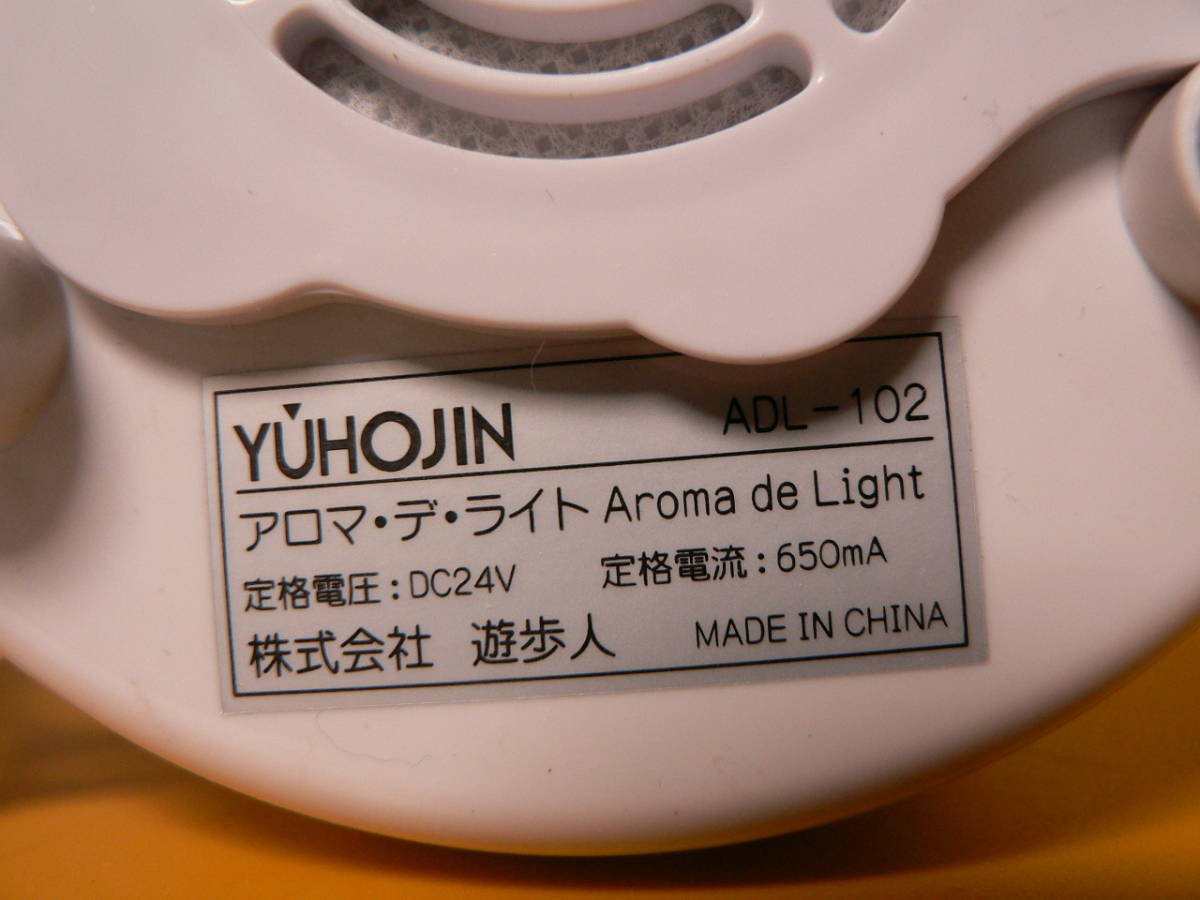 YUHOJIN ADL-102
アロマ・デ・ライト Aroma de Light
定格電圧：DC24V 定格電流：650mA
株式会社 遊歩人 MADE IN CHINA